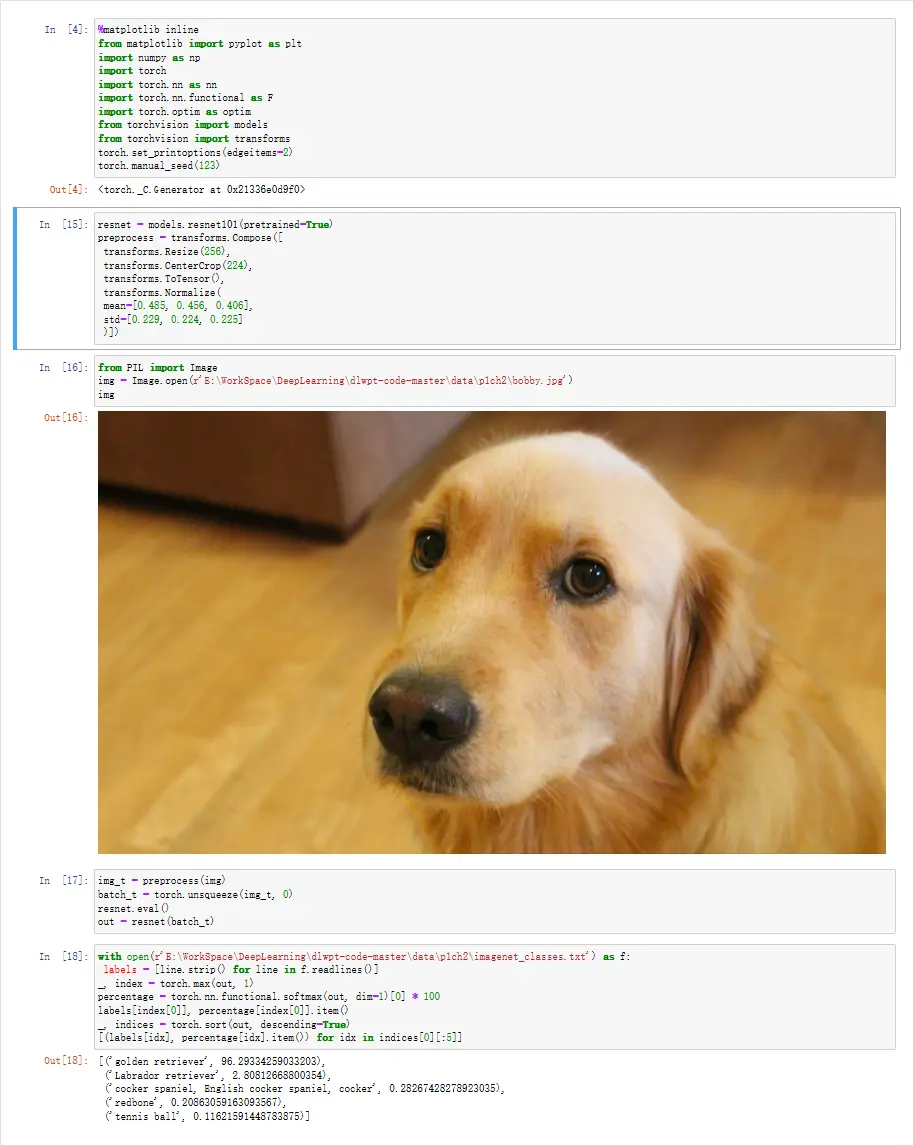 In [4]: %matplotlib inline
from matplotlib import pyplot as plt
import numpy as np
import torch
import torch.nn as nn
import torch.nn.functional as F
import torch.optim as optim
from torchvision import models
from torchvision import transforms
torch.set_printoptions(edgeitems=2)
torch.manual_seed(123)
Out[4]: <torch._C.Generator at 0x21336e0d9f0>
In [15]: resnet = models.resnet101(pretrained=True)
preprocess = transforms.Compose([
transforms.Resize(256),
transforms.CenterCrop(224),
transforms.ToTensor(),
transforms.Normalize(
mean=[0.485, 0.456, 0.406],
std=[0.229, 0.224, 0.225]
)])
In [16]: from PIL import Image
img = Image.open(r'E:\WorkSpace\DeepLearning\dlwpt-code-master\data\p1ch2\bobby.jpg')
img
Out[16]:
In [17]: img_t = preprocess(img)
batch_t = torch.unsqueeze(img_t, 0)
resnet.eval()
out = resnet(batch_t)
In [18]: with open(r'E:\WorkSpace\DeepLearning\dlwpt-code-master\data\p1ch2\imagenet_classes.txt') as f:
labels = [line.strip() for line in f.readlines()]
_, index = torch.max(out, 1)
percentage = torch.nn.functional.softmax(out, dim=1)[0] * 100
labels[index[0]], percentage[index[0]].item()
_, indices = torch.sort(out, descending=True)
[(labels[idx], percentage[idx].item()) for idx in indices[0][:5]]
Out[18]: [('golden retriever', 96.29334259033203),
('Labrador retriever', 2.80812668800354),
('cocker spaniel, English cocker spaniel, cocker', 0.28267428278923035),
('redbone', 0.20863059163093567),
('tennis ball', 0.11621591448783875)]